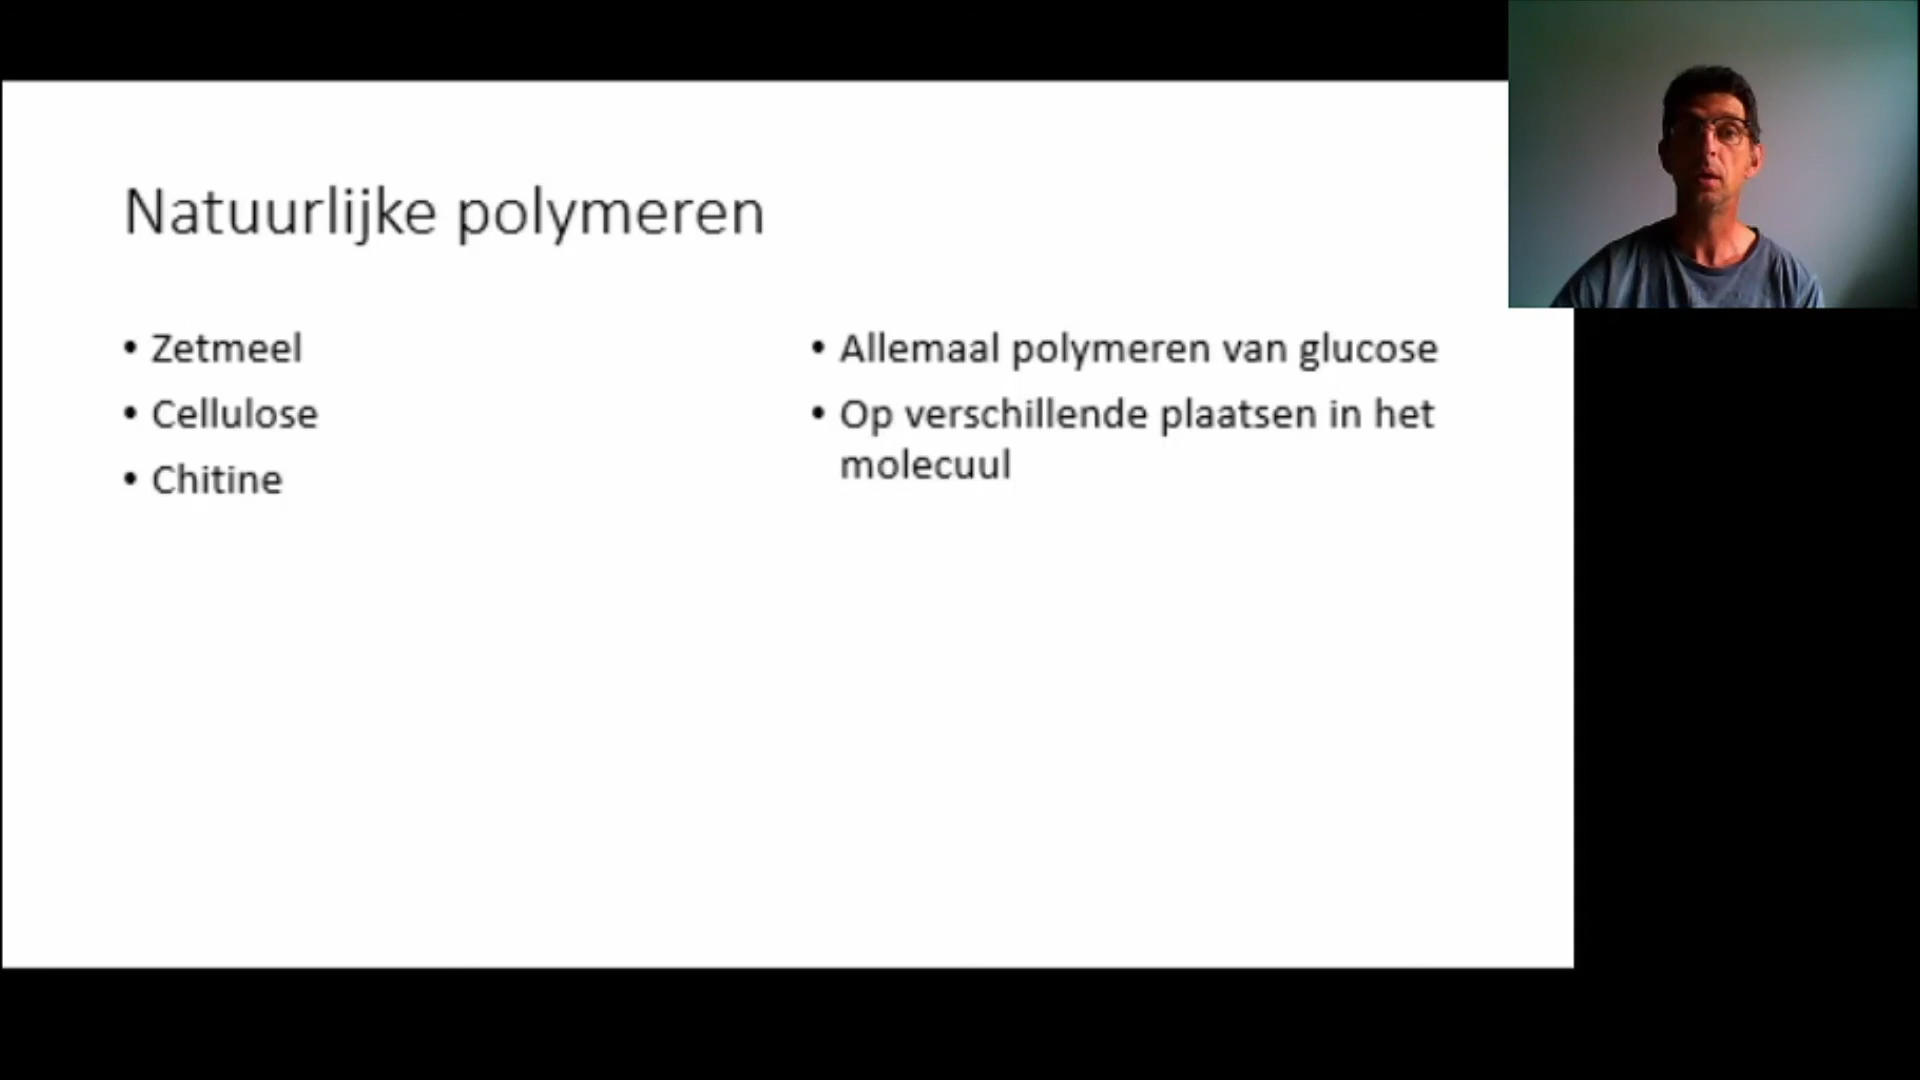 Natuurlijke polymeren
• Zetmeel
• Cellulose
• Chitine
• Allemaal polymeren van glucose
• Op verschillende plaatsen in het
molecuul